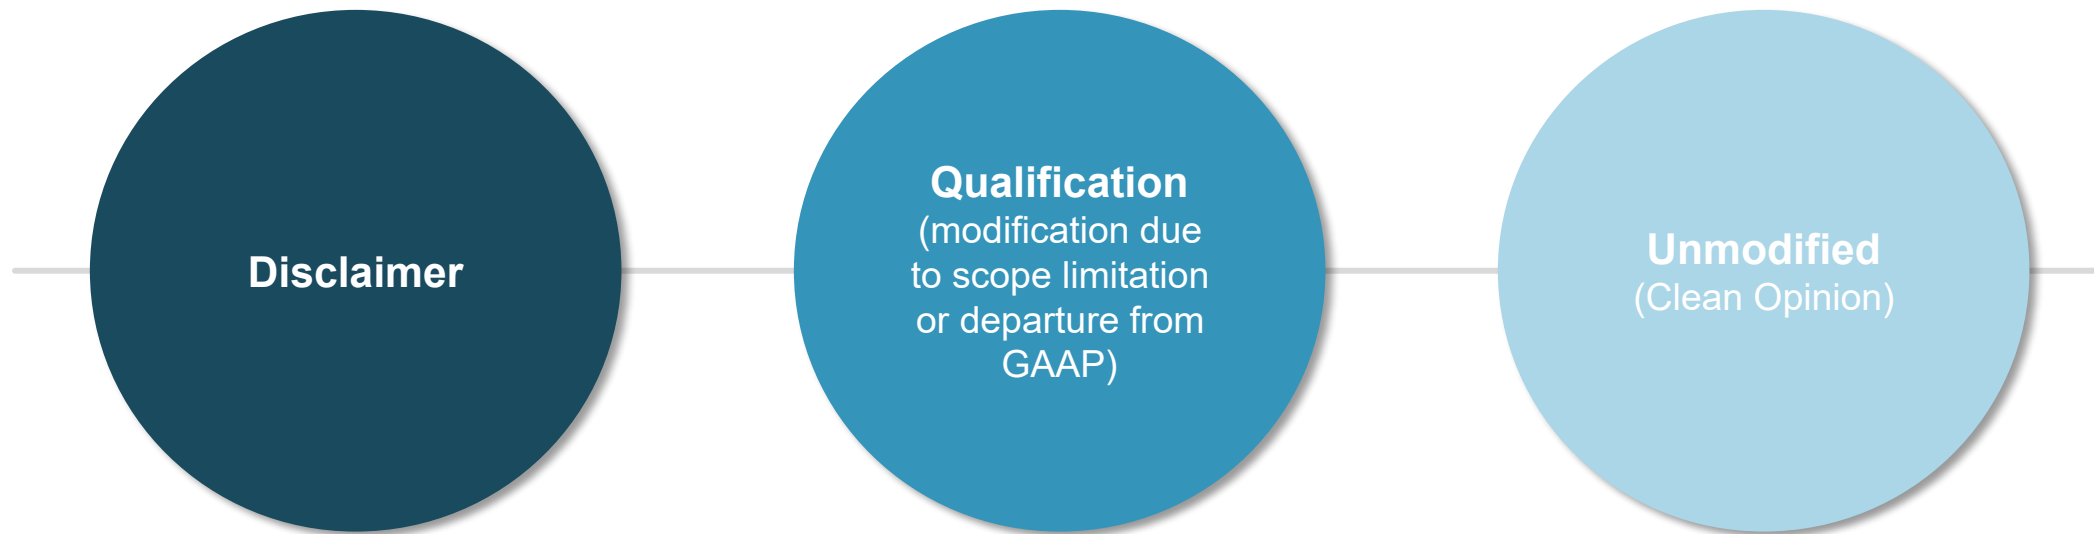 Disclaimer
Qualification
(modification due
to scope limitation
or departure from
GAAP)
Unmodified
(Clean Opinion)